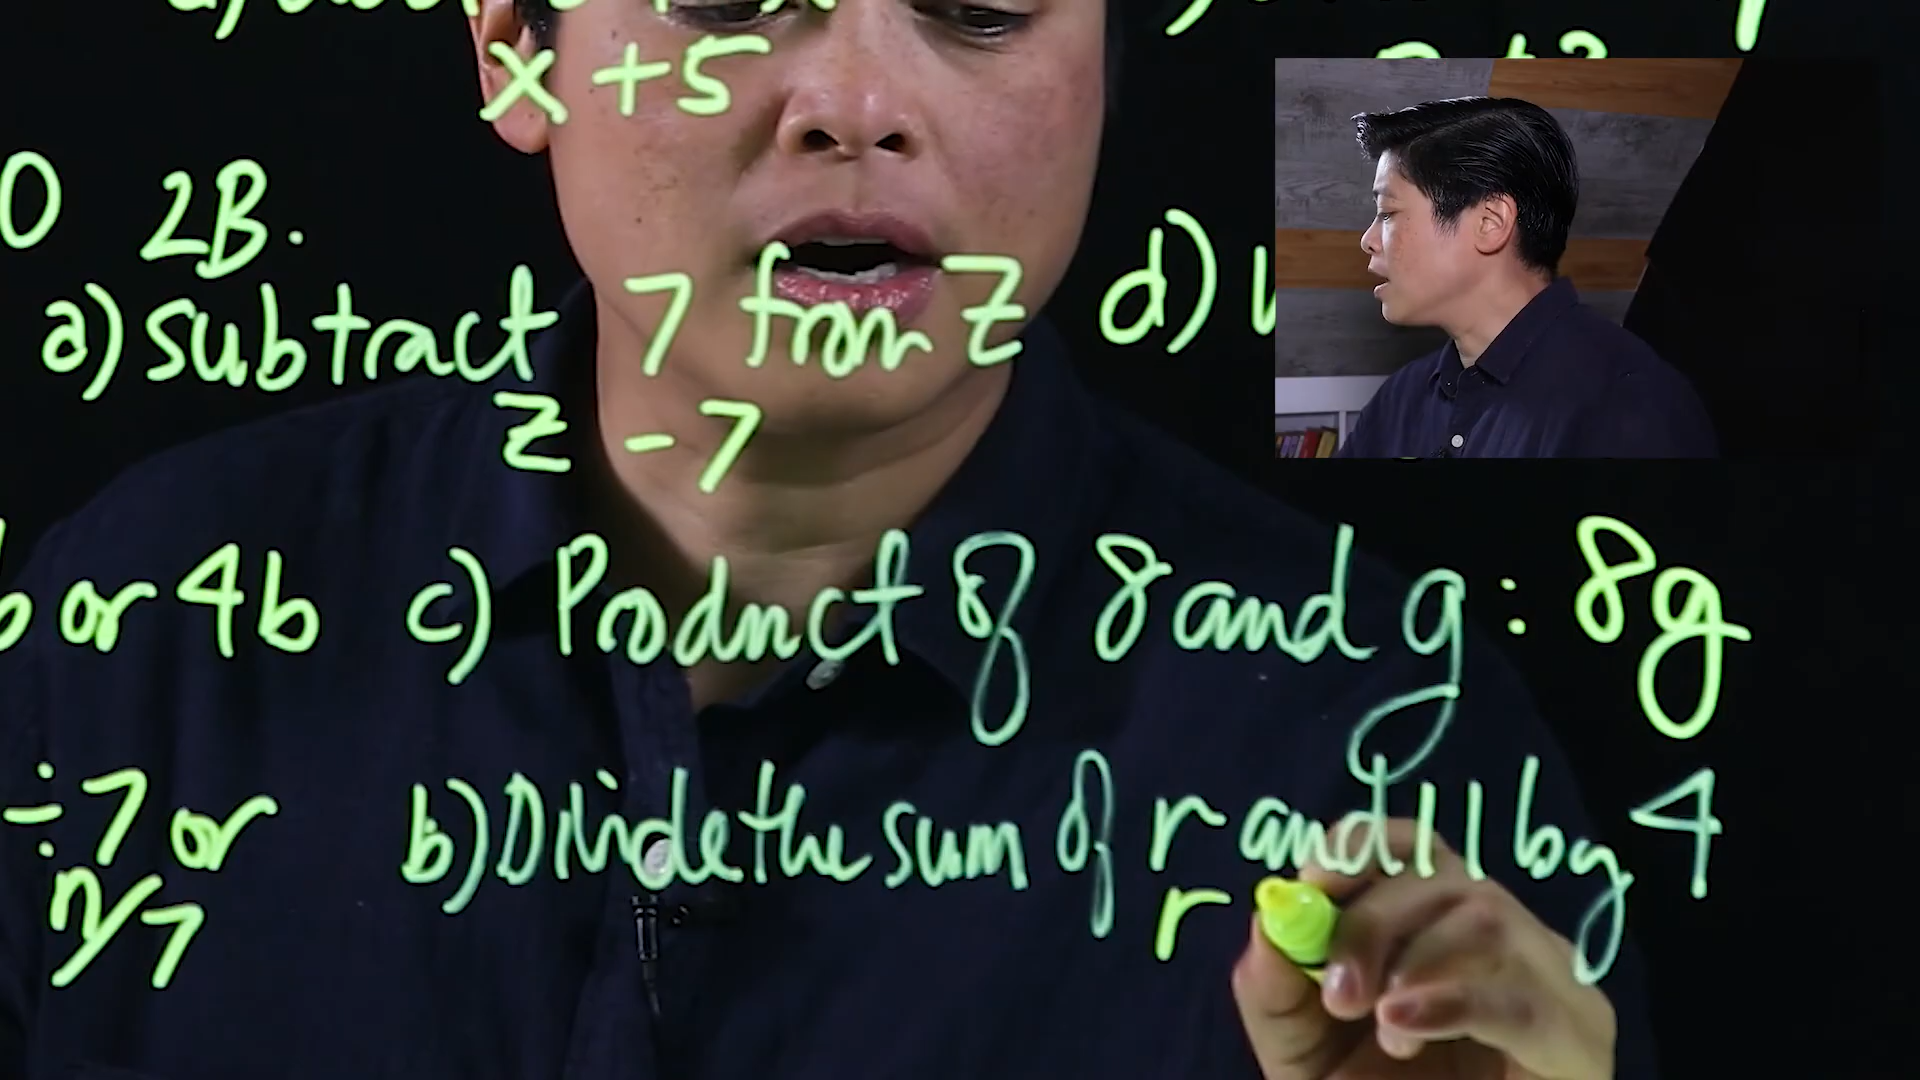 x + 5
2B.
a) subtract 7 from z
d)
z - 7
or 4b
c) Product of 8 and g : 8g
÷ 7 or
n/7
b) Divide the sum of r and 11 by 4
r